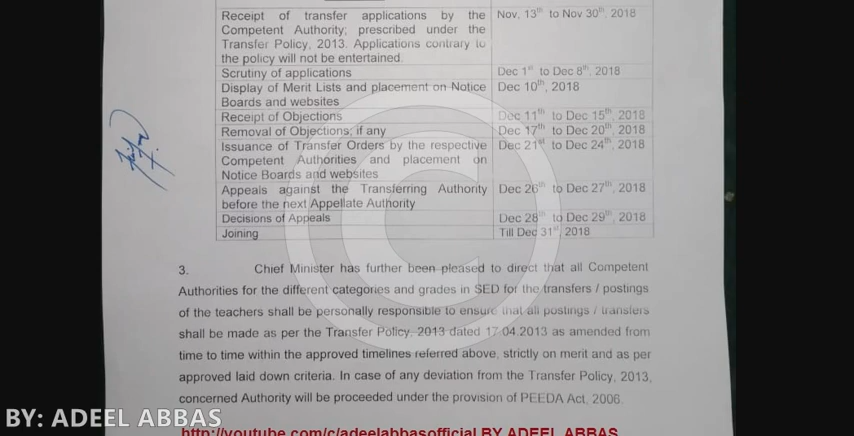 Receipt of transfer applications by the Nov, 13th to Nov 30th, 2018
Competent Authority; prescribed under the
Transfer Policy, 2013. Applications contrary to
the policy will not be entertained.
Scrutiny of applications Dec 1st to Dec 8th, 2018
Display of Merit Lists and placement on Notice Dec 10th, 2018
Boards and websites
Receipt of Objections Dec 11th to Dec 15th, 2018
Removal of Objections; if any Dec 17th to Dec 20th, 2018
Issuance of Transfer Orders by the respective Dec 21st to Dec 24th, 2018
Competent Authorities and placement on
Notice Boards and websites
Appeals against the Transferring Authority Dec 26th to Dec 27th, 2018
before the next Appellate Authority
Decisions of Appeals Dec 28th to Dec 29th, 2018
Joining Till Dec 31st, 2018
3. Chief Minister has further been pleased to direct that all Competent
Authorities for the different categories and grades in SED for the transfers / postings
of the teachers shall be personally responsible to ensure that all postings / transfers
shall be made as per the Transfer Policy, 2013 dated 17.04.2013 as amended from
time to time within the approved timelines referred above, strictly on merit and as per
approved laid down criteria. In case of any deviation from the Transfer Policy, 2013,
concerned Authority will be proceeded under the provision of PEEDA Act, 2006.
BY: ADEEL ABBAS
http://youtube.com/c/adeelabbasofficial BY ADEEL ABBAS